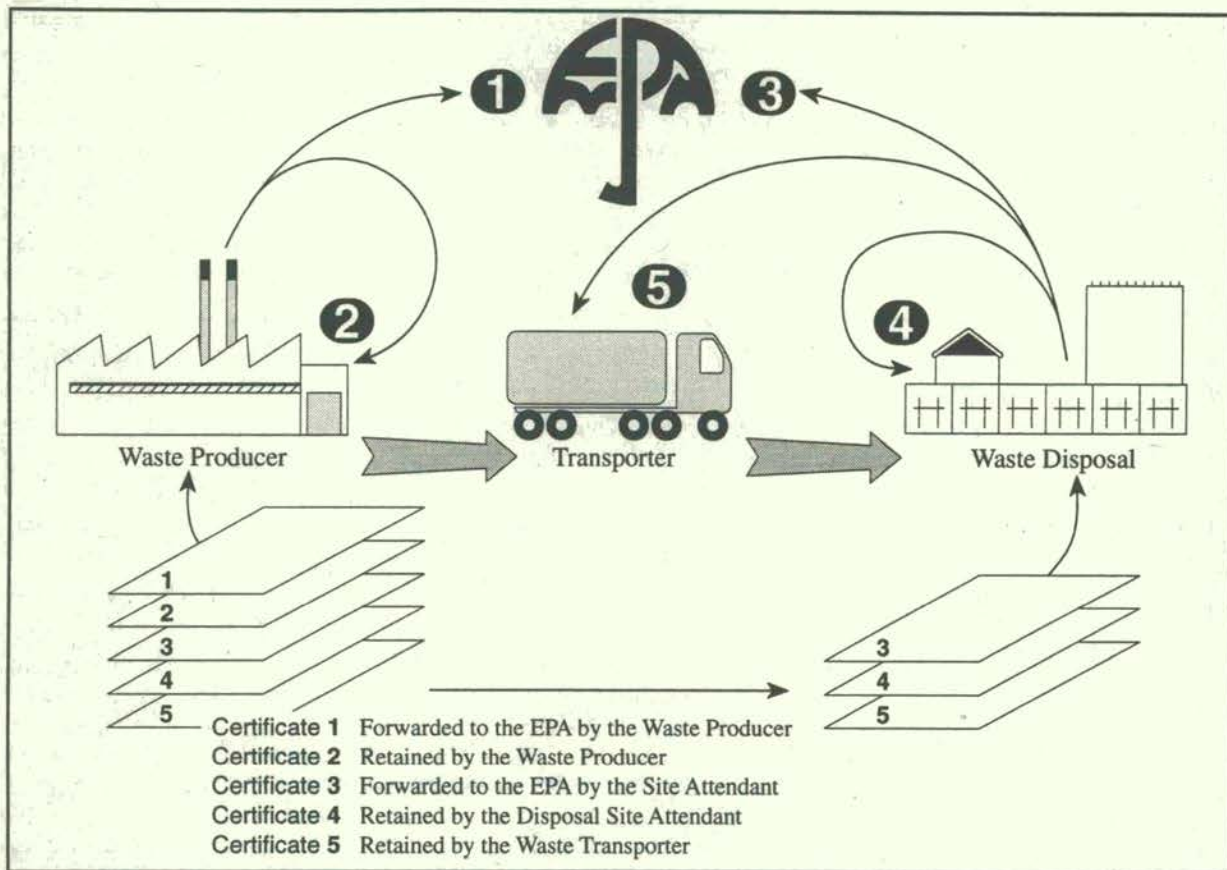 1
EPA
3
5
2
4
Waste Producer
Transporter
Waste Disposal
1
2
3
4
5
3
4
5
Certificate 1 Forwarded to the EPA by the Waste Producer
Certificate 2 Retained by the Waste Producer
Certificate 3 Forwarded to the EPA by the Site Attendant
Certificate 4 Retained by the Disposal Site Attendant
Certificate 5 Retained by the Waste Transporter